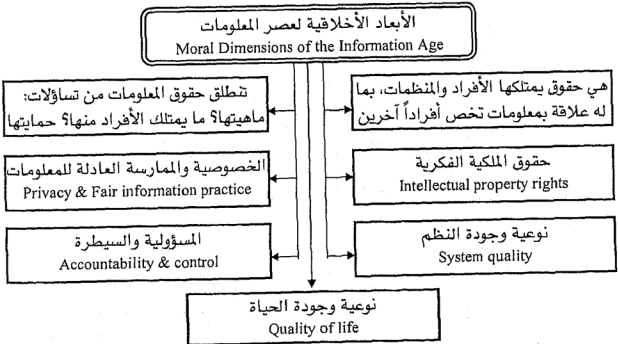 الأبعاد الأخلاقية لعصر المعلومات
Moral Dimensions of the Information Age
هي حقوق يمتلكها الأفراد والمنظمات، بما
له علاقة بمعلومات تخص أفراداً آخرين
تنطلق حقوق المعلومات من تساؤلات:
ماهيتها؟ ما يمتلك الأفراد منها؟ حمايتها
حقوق الملكية الفكرية
Intellectual property rights
الخصوصية والممارسة العادلة للمعلومات
Privacy & Fair information practice
نوعية وجودة النظم
System quality
المسؤولية والسيطرة
Accountability & control
نوعية وجودة الحياة
Quality of life